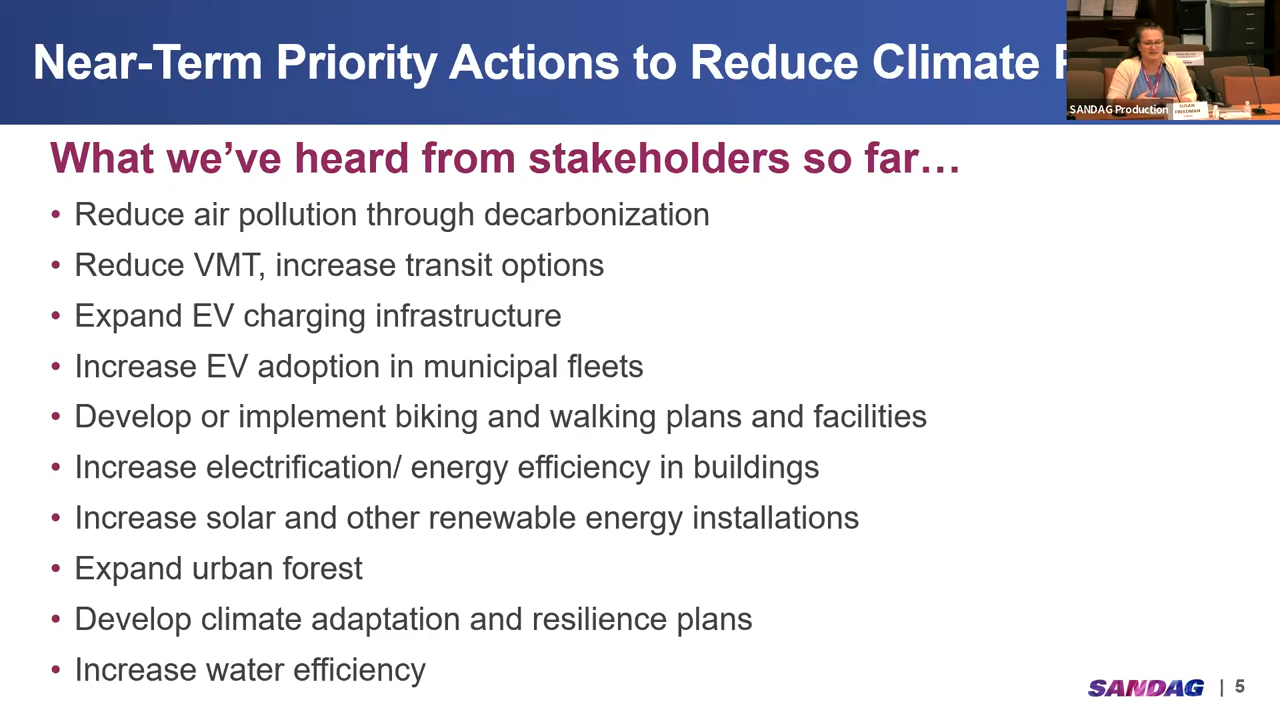 Near-Term Priority Actions to Reduce Climate
SANDAG Production
SUSAN
FREEDMAN
What we’ve heard from stakeholders so far…
• Reduce air pollution through decarbonization
• Reduce VMT, increase transit options
• Expand EV charging infrastructure
• Increase EV adoption in municipal fleets
• Develop or implement biking and walking plans and facilities
• Increase electrification/ energy efficiency in buildings
• Increase solar and other renewable energy installations
• Expand urban forest
• Develop climate adaptation and resilience plans
• Increase water efficiency
SANDAG | 5